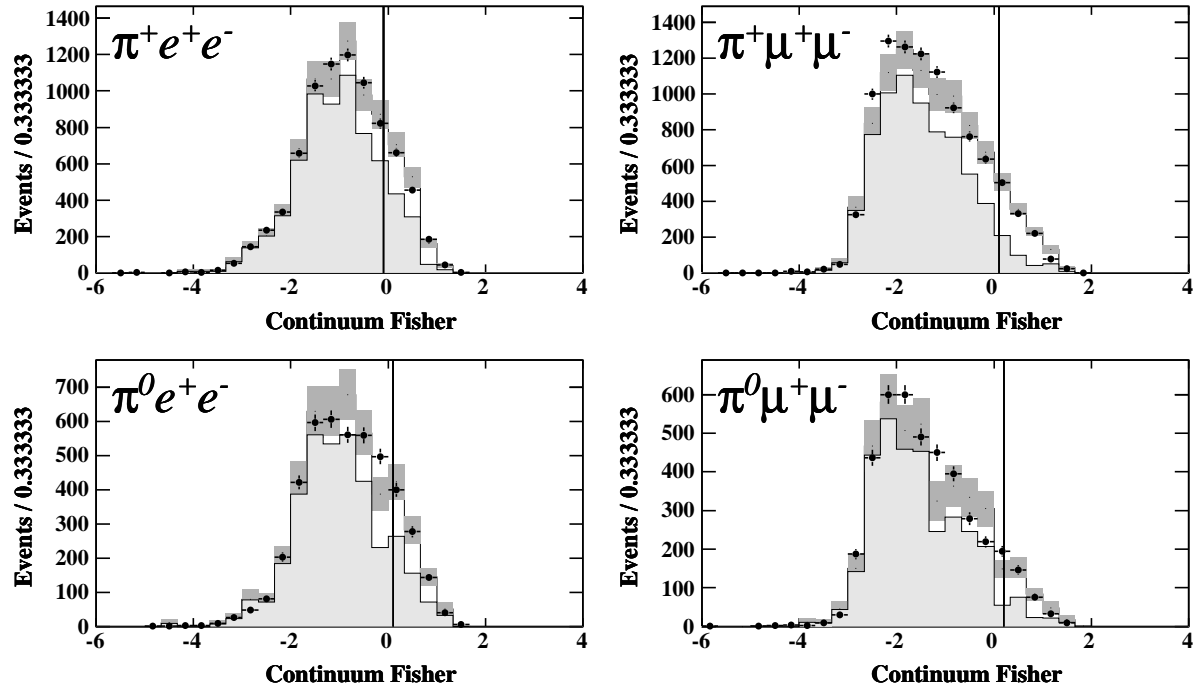 π⁺e⁺e⁻
Events / 0.333333
1400
1200
1000
800
600
400
200
0
-6 -4 -2 0 2 4
Continuum Fisher
π⁺μ⁺μ⁻
Events / 0.333333
1400
1200
1000
800
600
400
200
0
-6 -4 -2 0 2 4
Continuum Fisher
π⁰e⁺e⁻
Events / 0.333333
700
600
500
400
300
200
100
0
-6 -4 -2 0 2 4
Continuum Fisher
π⁰μ⁺μ⁻
Events / 0.333333
600
500
400
300
200
100
0
-6 -4 -2 0 2 4
Continuum Fisher